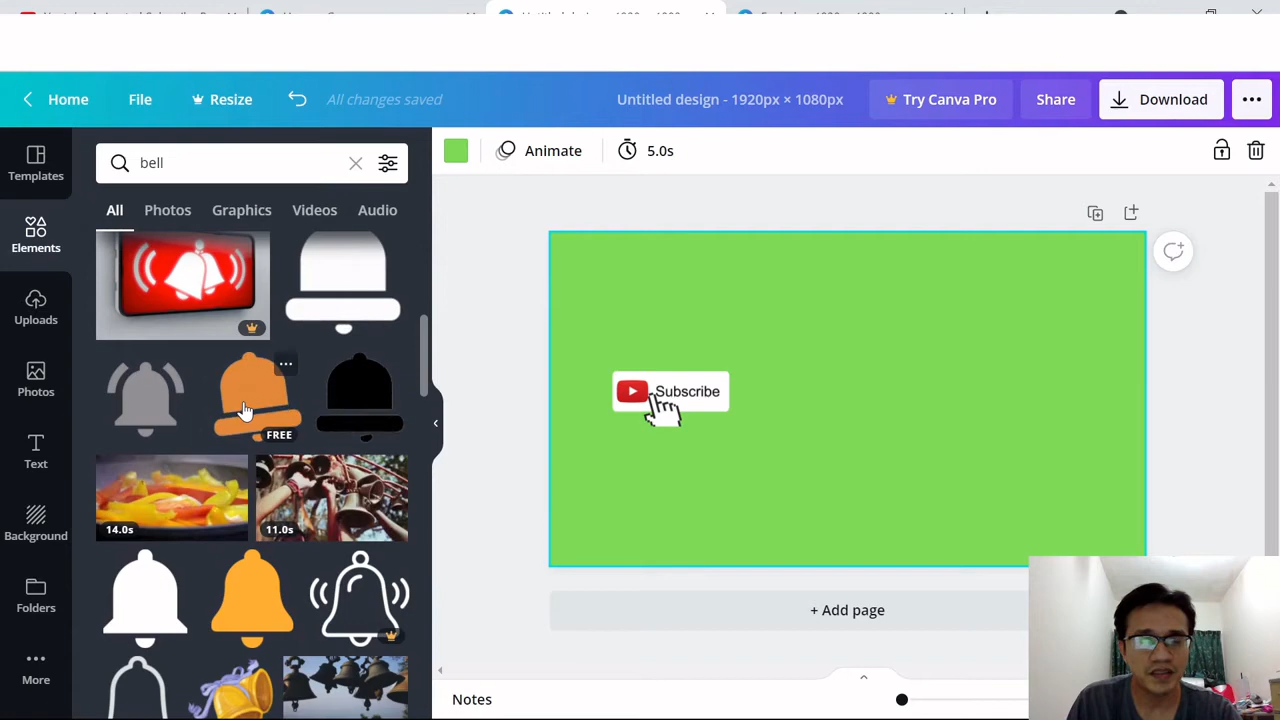 Home
File
Resize
All changes saved
Untitled design - 1920px × 1080px
Try Canva Pro
Share
Download
Templates
Elements
Uploads
Photos
Text
Background
Folders
More
bell
All
Photos
Graphics
Videos
Audio
FREE
14.0s
11.0s
Animate
5.0s
Subscribe
+ Add page
Notes